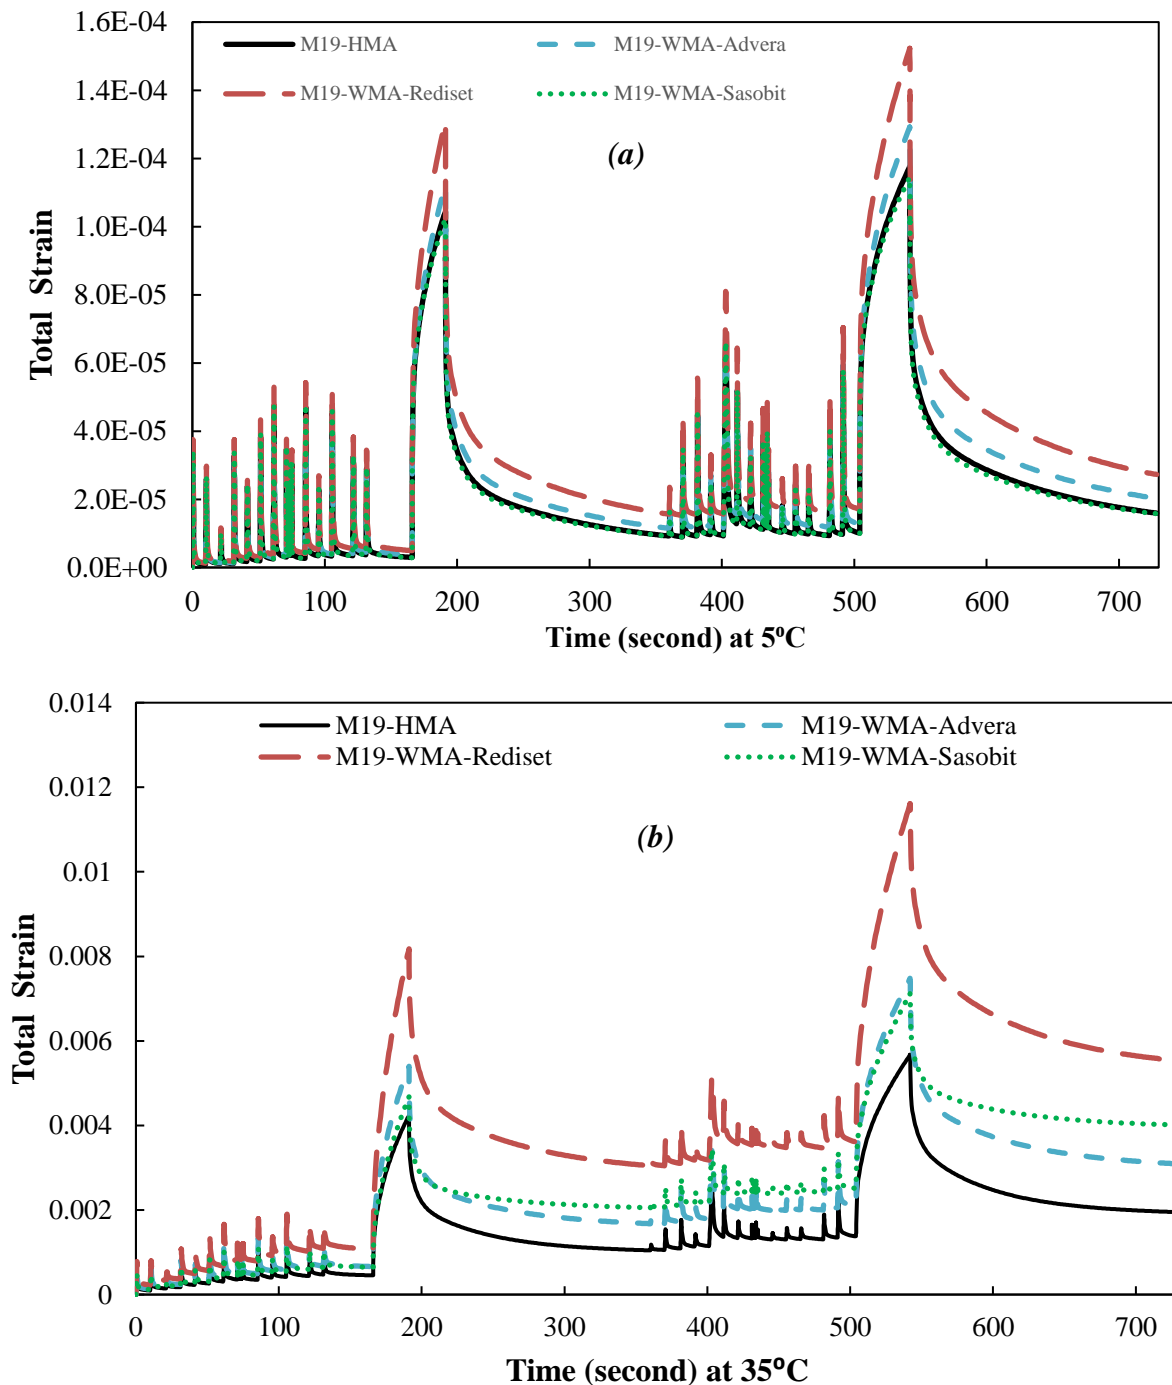 1.6E-04
M19-HMA
M19-WMA-Advera
1.4E-04
M19-WMA-Rediset
M19-WMA-Sasobit
(a)
1.2E-04
1.0E-04
8.0E-05
6.0E-05
4.0E-05
2.0E-05
0.0E+00
Total Strain
0 100 200 300 400 500 600 700
Time (second) at 5⁰C
0.014
M19-HMA
M19-WMA-Advera
M19-WMA-Rediset
M19-WMA-Sasobit
0.012
(b)
0.01
0.008
0.006
0.004
0.002
0
Total Strain
0 100 200 300 400 500 600 700
Time (second) at 35⁰C